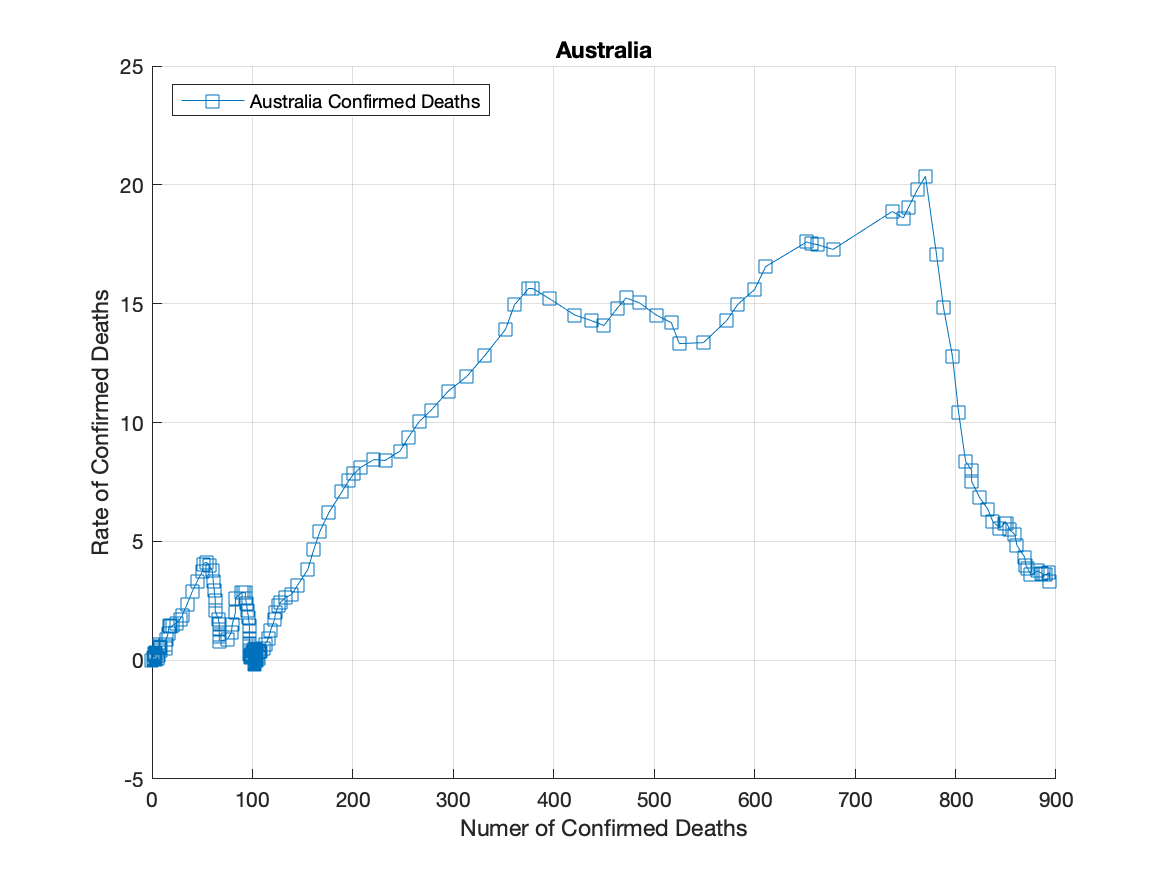 Australia
Australia Confirmed Deaths
25
20
15
10
5
0
-5
Rate of Confirmed Deaths
0 100 200 300 400 500 600 700 800 900
Numer of Confirmed Deaths